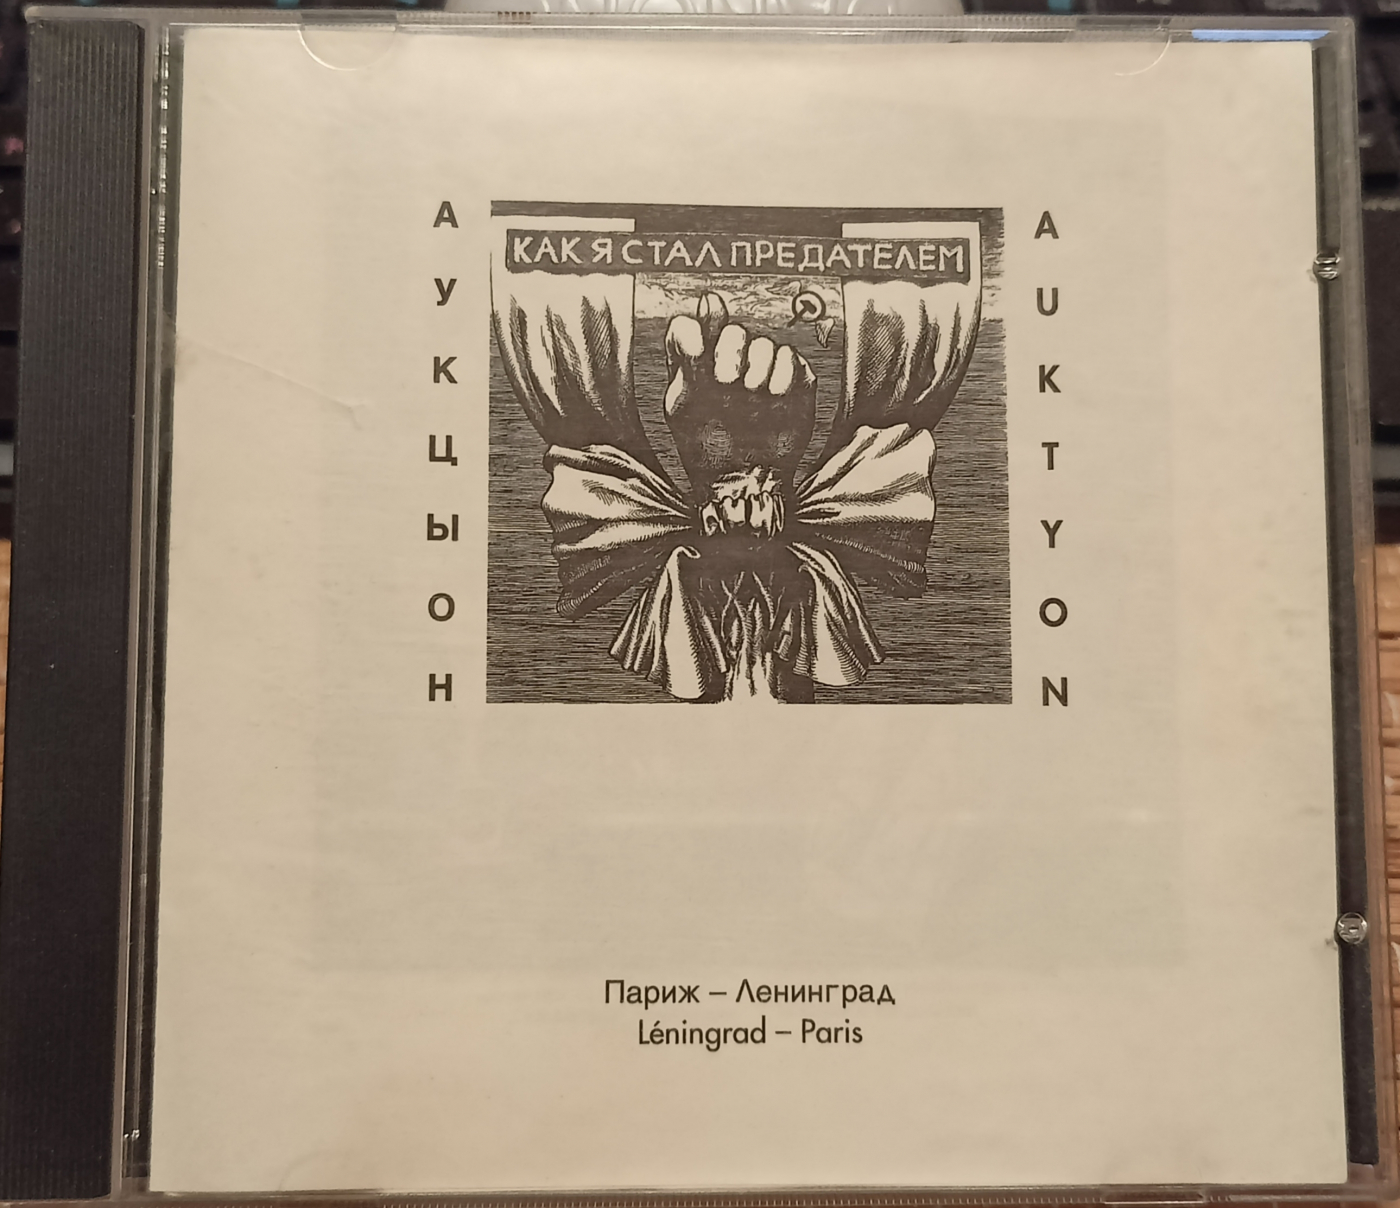 АУКЦЫОН
КАК Я СТАЛ ПРЕДАТЕЛЕМ
AUKTYON
Париж – Ленинград
Léningrad – Paris